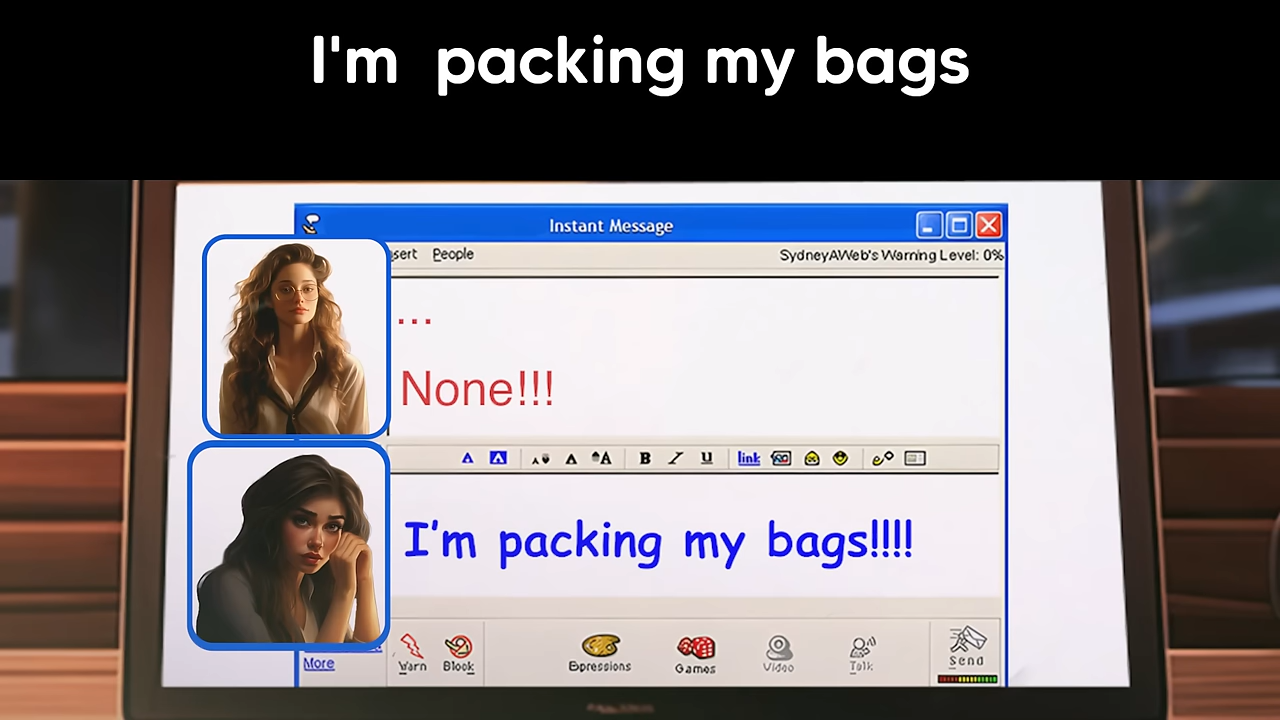 I'm packing my bags
Instant Message
sert People SydneyAWeb's Warning Level: 0%
...
None!!!
A A A A A B I U link
I'm packing my bags!!!!
More
Warn Block Expressions Games Video Talk Send